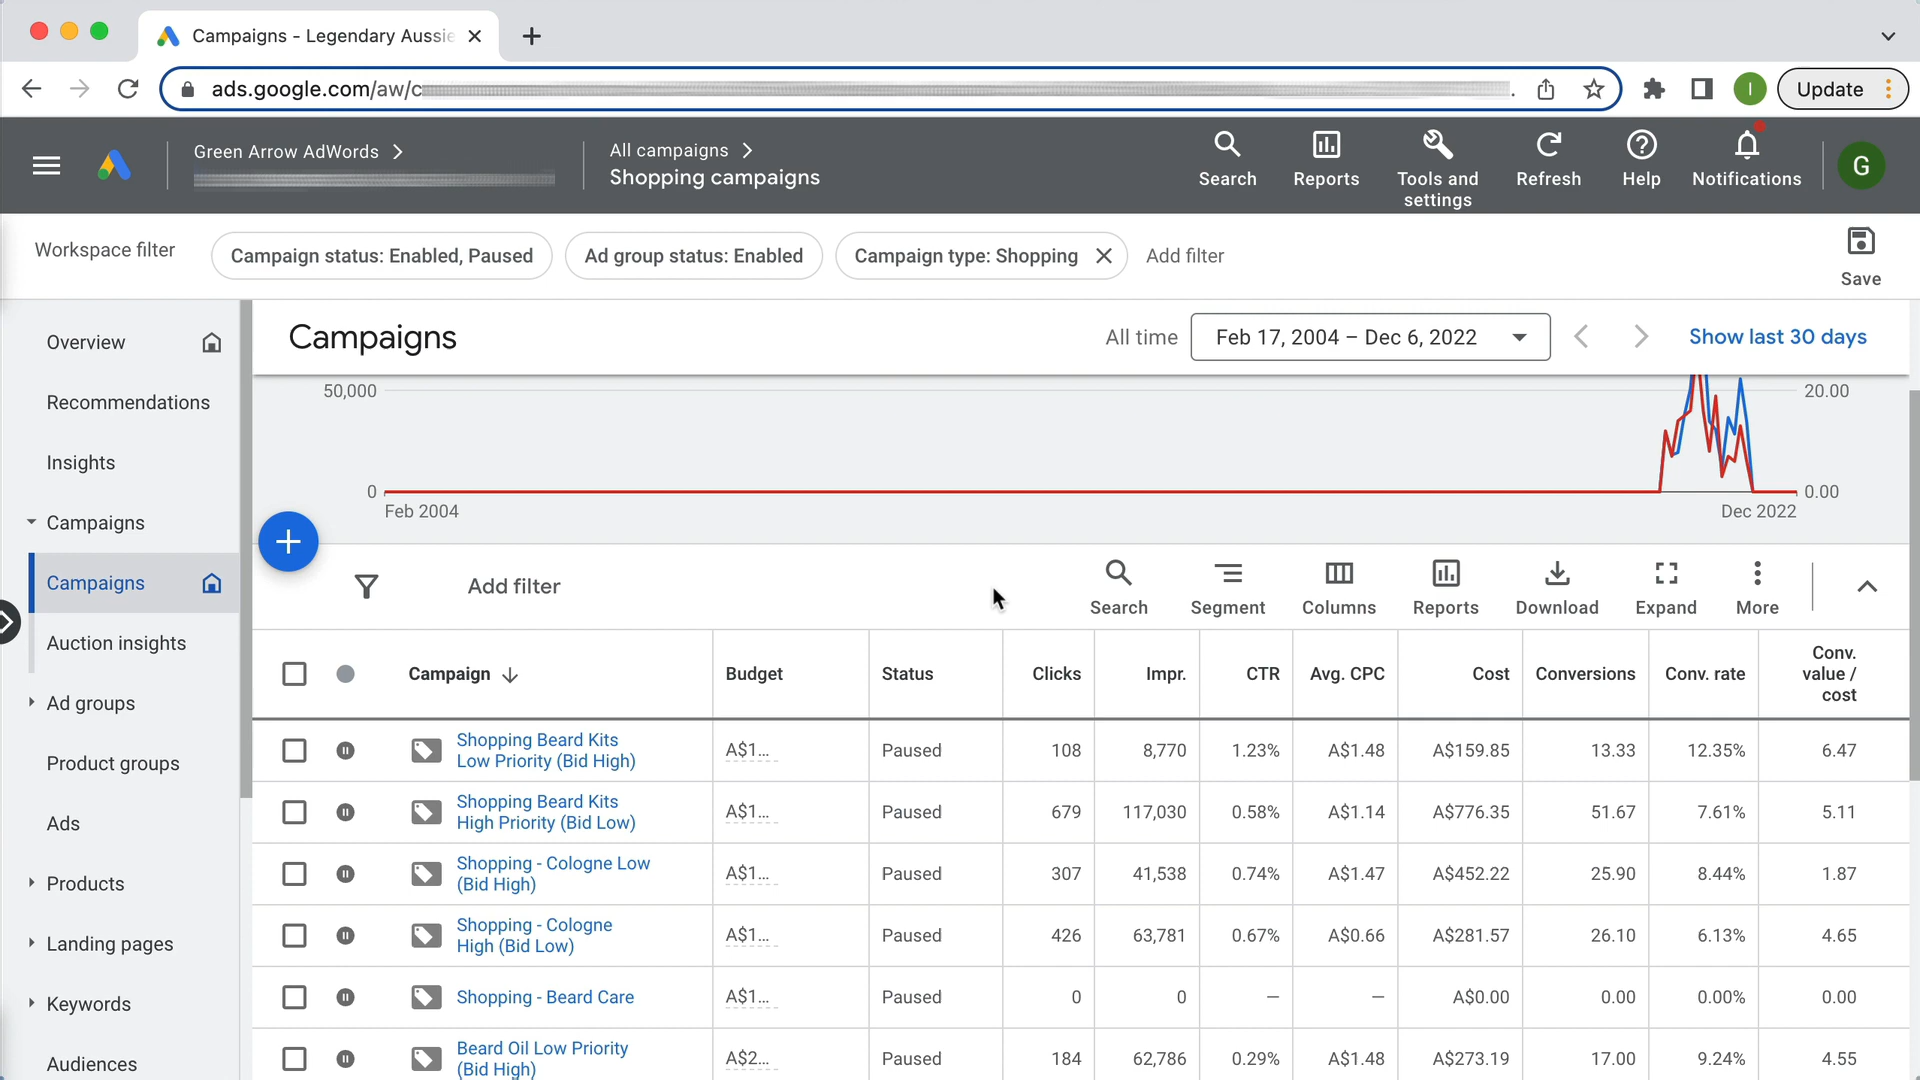 Campaigns - Legendary Aussie
ads.google.com/aw/c
Update
Green Arrow AdWords
All campaigns
Shopping campaigns
Search
Reports
Tools and
settings
Refresh
Help
Notifications
G
Workspace filter
Campaign status: Enabled, Paused
Ad group status: Enabled
Campaign type: Shopping
Add filter
Save
Overview
Recommendations
Insights
Campaigns
Campaigns
Auction insights
Ad groups
Product groups
Ads
Products
Landing pages
Keywords
Audiences
Campaigns
All time
Feb 17, 2004 – Dec 6, 2022
Show last 30 days
50,000
20.00
0
0.00
Feb 2004
Dec 2022
Add filter
Search
Segment
Columns
Reports
Download
Expand
More
Campaign Budget Status Clicks Impr. CTR Avg. CPC Cost Conversions Conv. rate
Conv.
value /
cost
Shopping Beard Kits
Low Priority (Bid High)
A$1... Paused 108 8,770 1.23% A$1.48 A$159.85 13.33 12.35% 6.47
Shopping Beard Kits
High Priority (Bid Low)
A$1... Paused 679 117,030 0.58% A$1.14 A$776.35 51.67 7.61% 5.11
Shopping - Cologne Low
(Bid High)
A$1... Paused 307 41,538 0.74% A$1.47 A$452.22 25.90 8.44% 1.87
Shopping - Cologne
High (Bid Low)
A$1... Paused 426 63,781 0.67% A$0.66 A$281.57 26.10 6.13% 4.65
Shopping - Beard Care A$1... Paused 0 0 – – A$0.00 0.00 0.00% 0.00
Beard Oil Low Priority
(Bid High)
A$2... Paused 184 62,786 0.29% A$1.48 A$273.19 17.00 9.24% 4.55